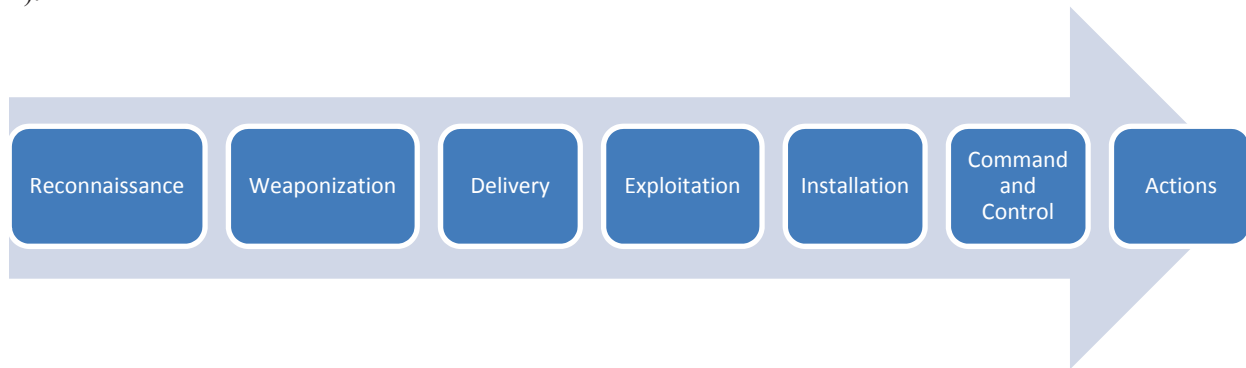 ).
Reconnaissance
Weaponization
Delivery
Exploitation
Installation
Command
and
Control
Actions